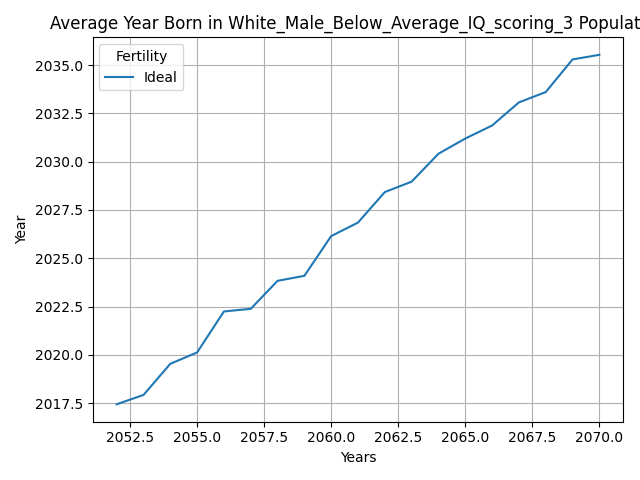 Average Year Born in White_Male_Below_Average_IQ_scoring_3 Populat
Fertility
Ideal
2035.0
2032.5
2030.0
2027.5
2025.0
2022.5
2020.0
2017.5
Year
2052.5 2055.0 2057.5 2060.0 2062.5 2065.0 2067.5 2070.0
Years